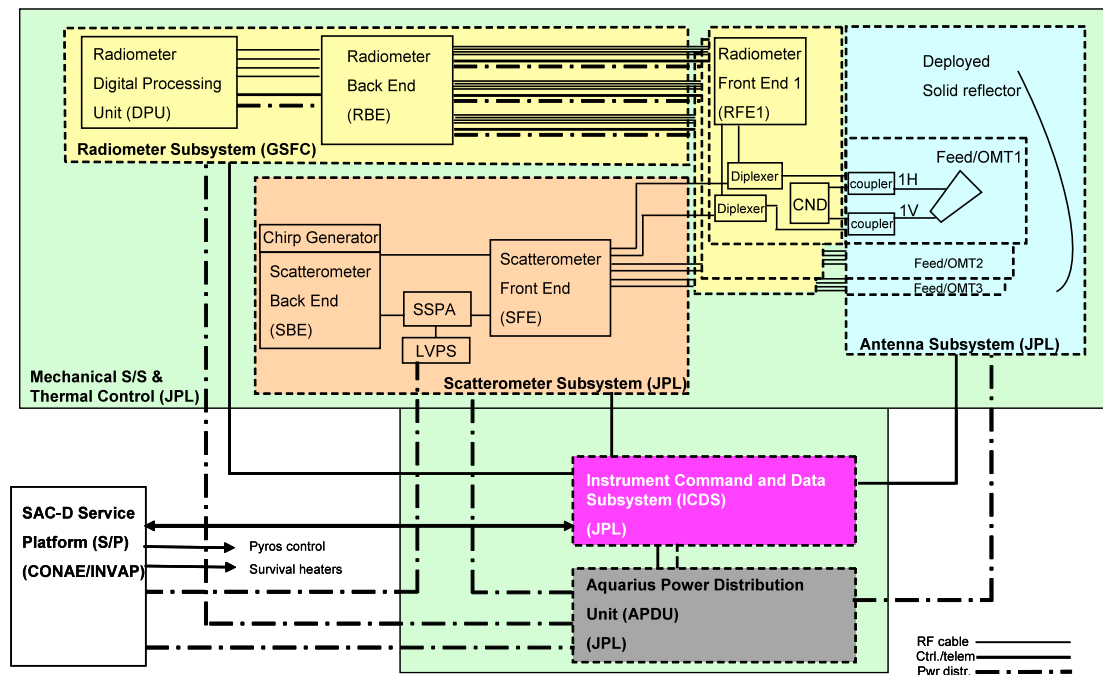 Radiometer
Digital Processing
Unit (DPU)
Radiometer
Back End
(RBE)
Radiometer Subsystem (GSFC)
Radiometer
Front End 1
(RFE1)
Diplexer
Diplexer
CND
Deployed
Solid reflector
Feed/OMT1
coupler
1H
coupler
1V
Feed/OMT2
Feed/OMT3
Antenna Subsystem (JPL)
Chirp Generator
Scatterometer
Back End
(SBE)
SSPA
LVPS
Scatterometer
Front End
(SFE)
Scatterometer Subsystem (JPL)
Mechanical S/S &
Thermal Control (JPL)
Instrument Command and Data
Subsystem (ICDS)
(JPL)
SAC-D Service
Platform (S/P)
(CONAE/INVAP)
Pyros control
Survival heaters
Aquarius Power Distribution
Unit (APDU)
(JPL)
RF cable
Ctrl./telem
Pwr distr.